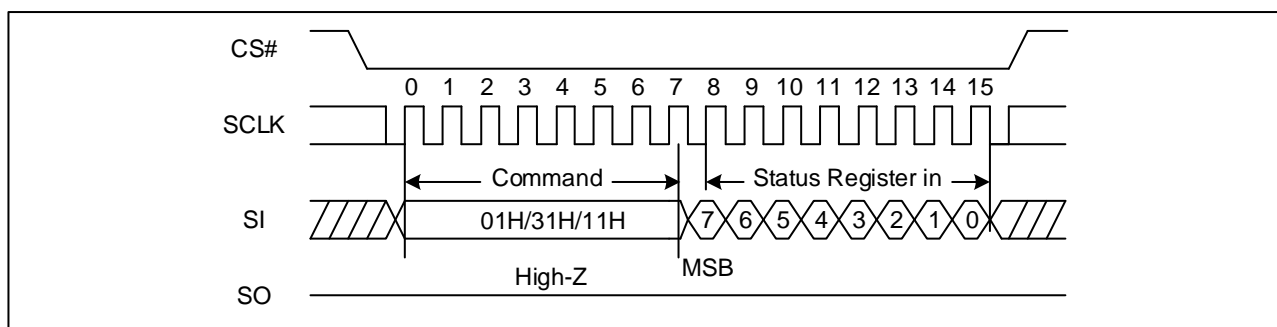 CS#
0 1 2 3 4 5 6 7 8 9 10 11 12 13 14 15
SCLK
Command Status Register in
SI 01H/31H/11H 7 6 5 4 3 2 1 0
High-Z MSB
SO